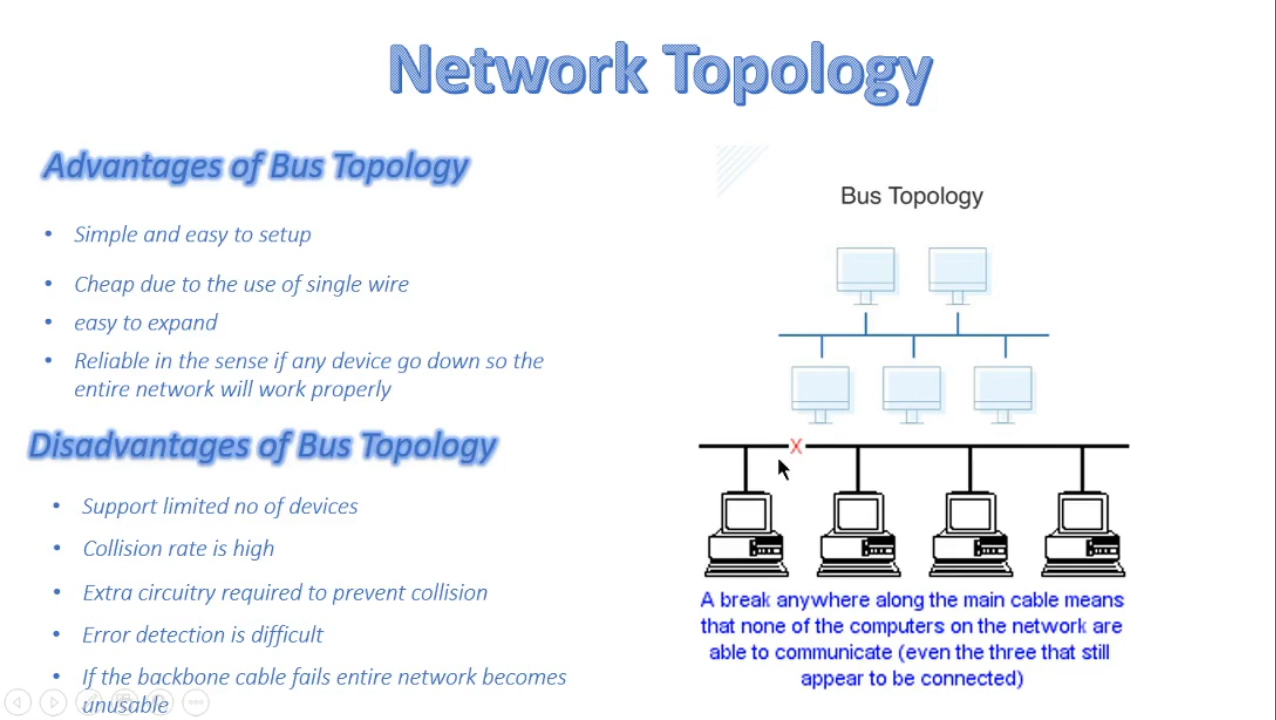 Network Topology
Advantages of Bus Topology
• Simple and easy to setup
• Cheap due to the use of single wire
• easy to expand
• Reliable in the sense if any device go down so the
entire network will work properly
Disadvantages of Bus Topology
• Support limited no of devices
• Collision rate is high
• Extra circuitry required to prevent collision
• Error detection is difficult
• If the backbone cable fails entire network becomes
unusable
Bus Topology
X
A break anywhere along the main cable means
that none of the computers on the network are
able to communicate (even the three that still
appear to be connected)